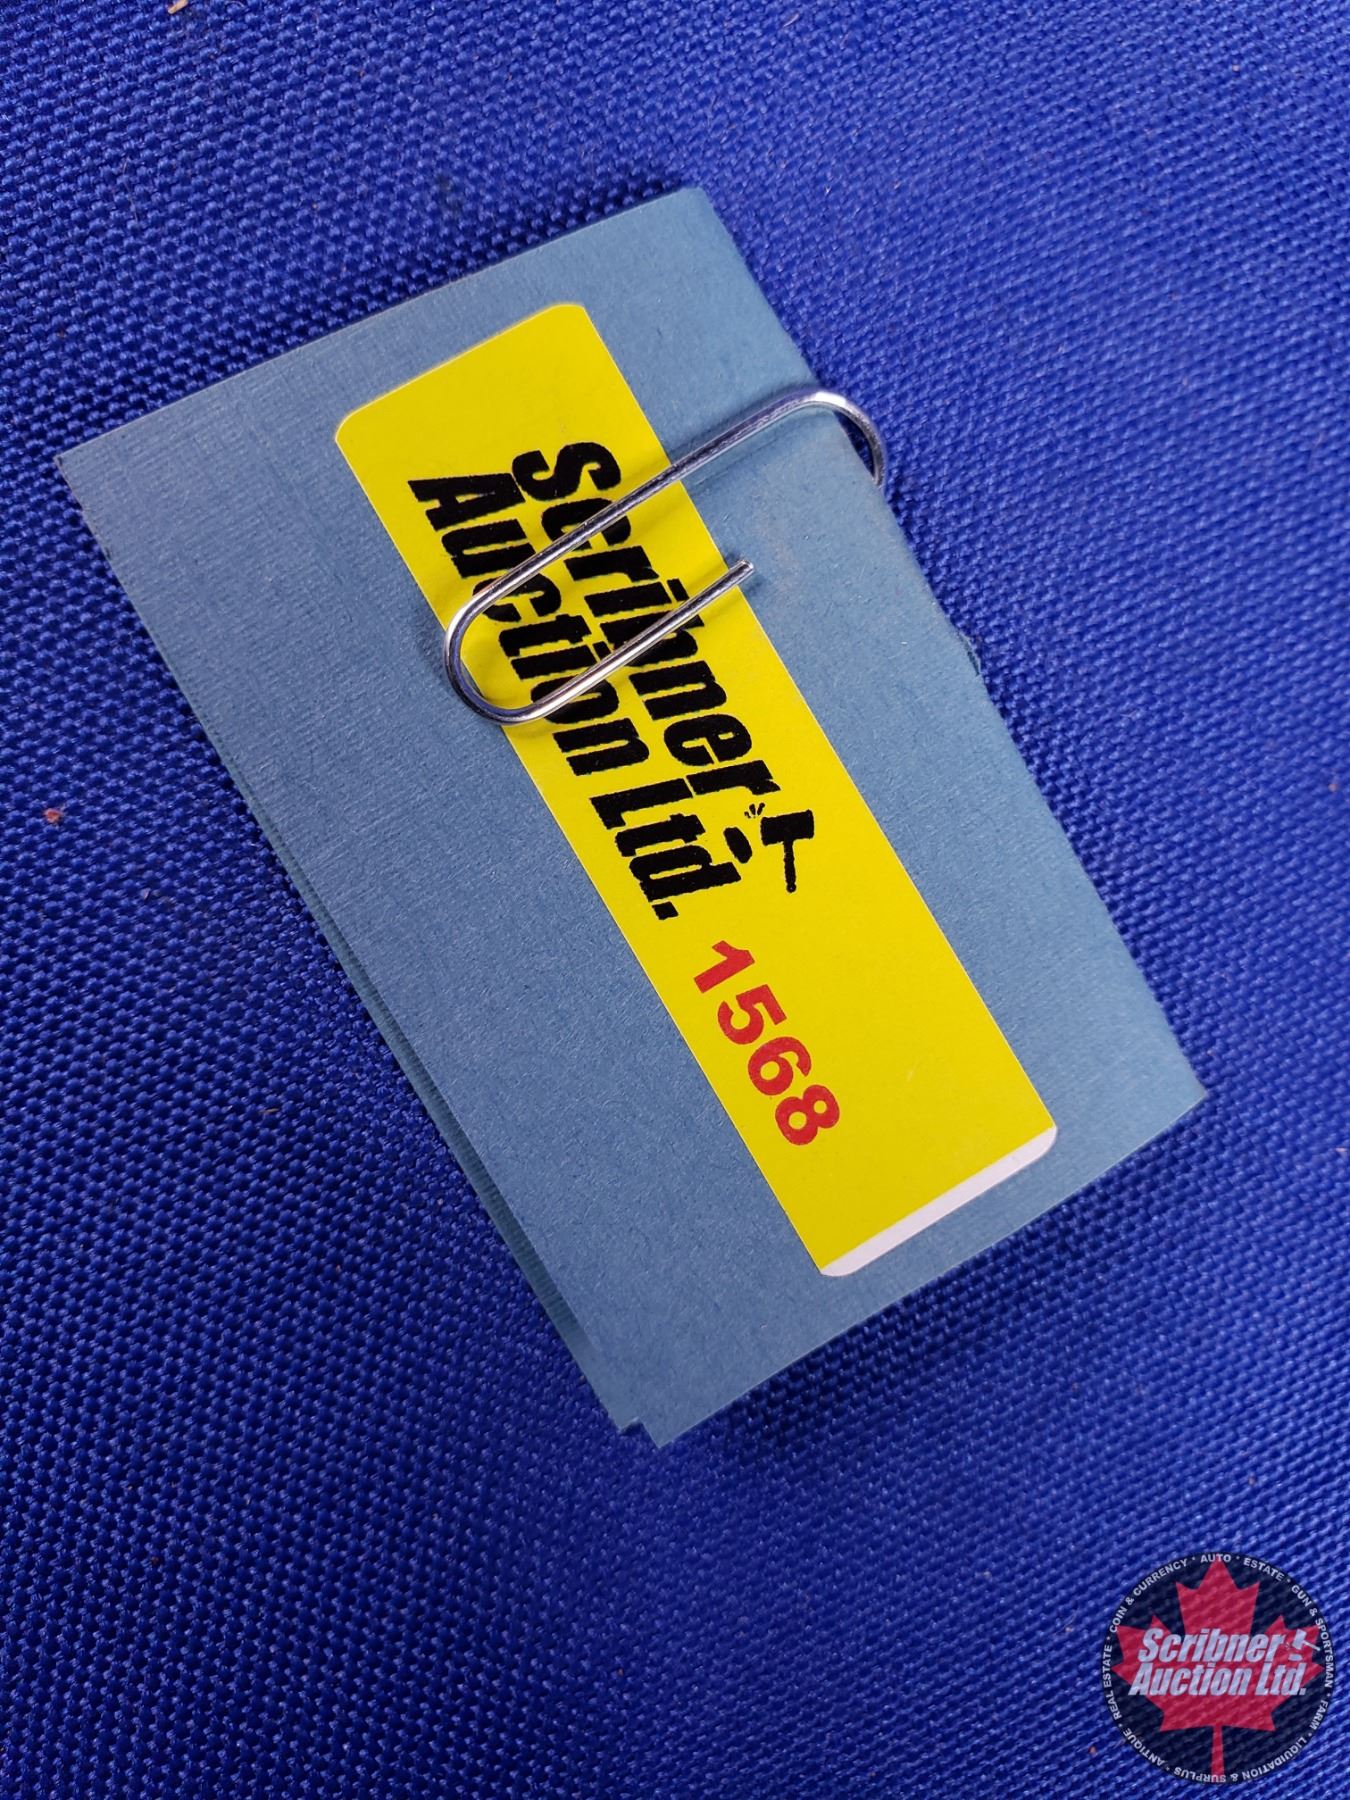 Scribner
Auction Ltd.
1568
COIN & CURRENCY • AUTO • ESTATE • GUN & SPORTSMAN • FARM • LIQUIDATION & SURPLUS • ANTIQUE • REAL ESTATE •
Scribner
Auction Ltd.